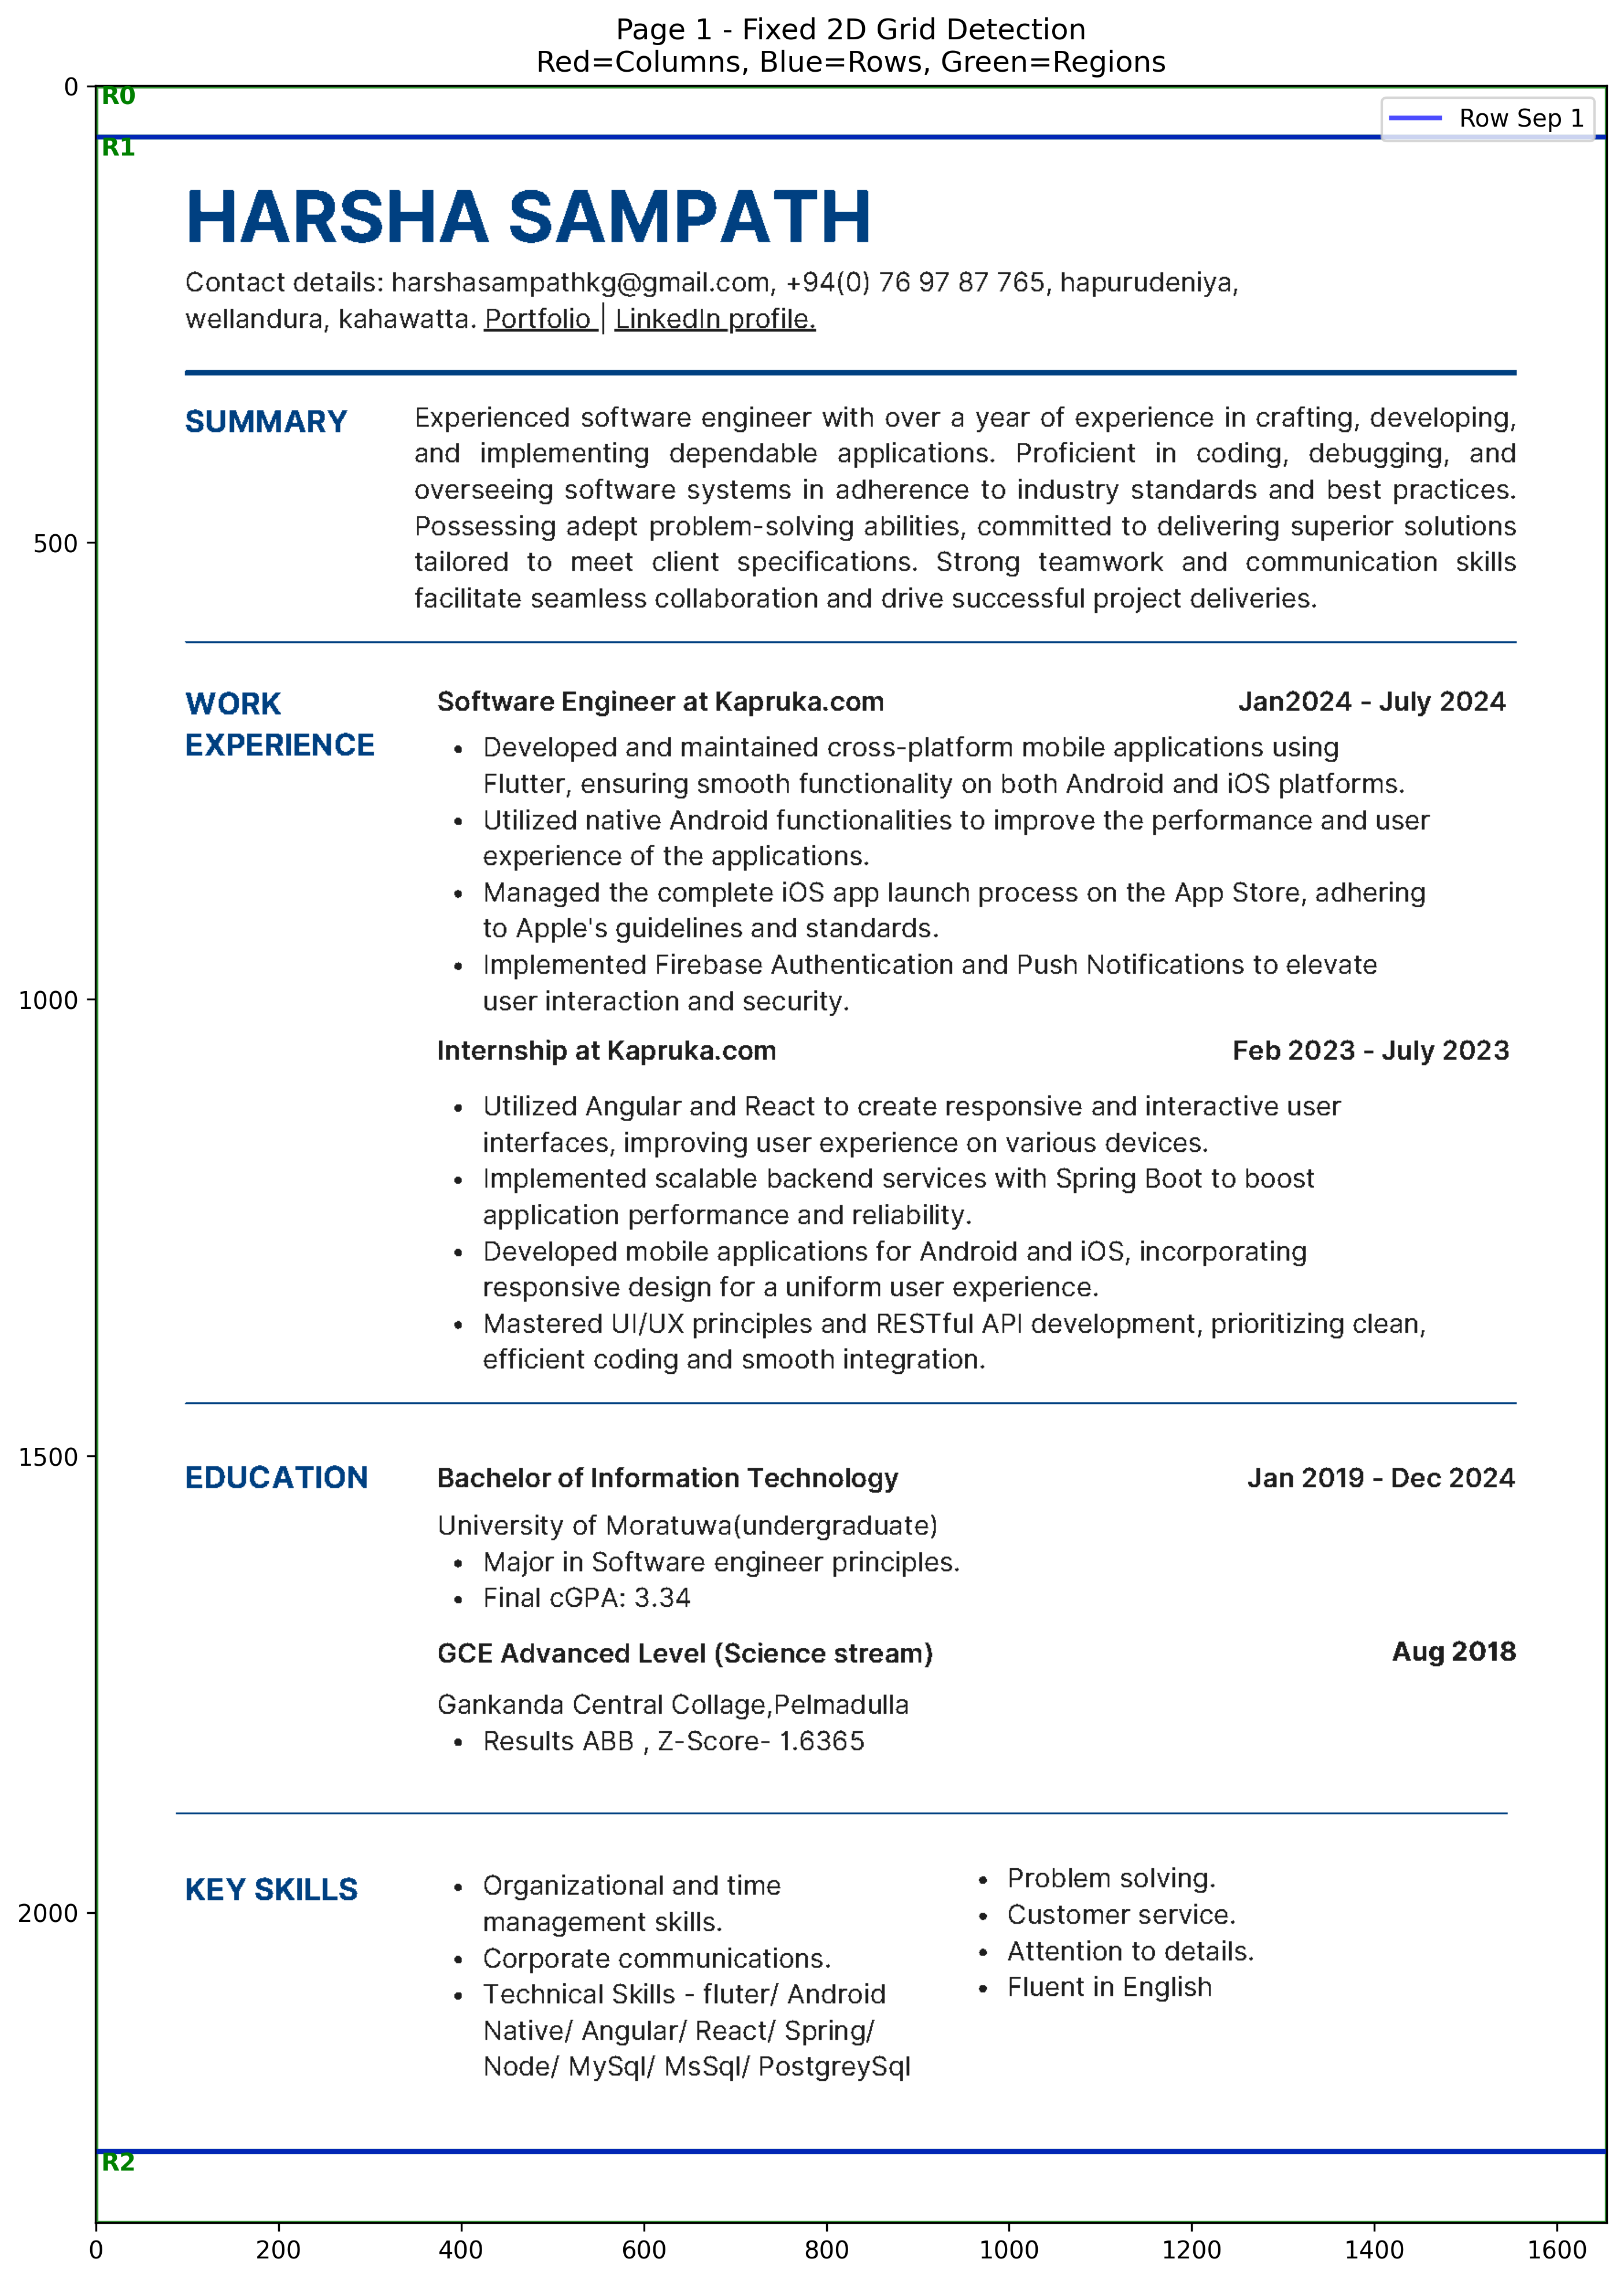 Page 1 - Fixed 2D Grid Detection
Red=Columns, Blue=Rows, Green=Regions
0
R0
Row Sep 1
R1
HARSHA SAMPATH
Contact details: harshasampathkg@gmail.com, +94(0) 76 97 87 765, hapurudeniya,
wellandura, kahawatta. Portfolio | LinkedIn profile.
SUMMARY
Experienced software engineer with over a year of experience in crafting, developing,
and implementing dependable applications. Proficient in coding, debugging, and
overseeing software systems in adherence to industry standards and best practices.
Possessing adept problem-solving abilities, committed to delivering superior solutions
500
tailored to meet client specifications. Strong teamwork and communication skills
facilitate seamless collaboration and drive successful project deliveries.
WORK
EXPERIENCE
Software Engineer at Kapruka.com Jan2024 - July 2024
• Developed and maintained cross-platform mobile applications using
Flutter, ensuring smooth functionality on both Android and iOS platforms.
• Utilized native Android functionalities to improve the performance and user
experience of the applications.
• Managed the complete iOS app launch process on the App Store, adhering
to Apple's guidelines and standards.
• Implemented Firebase Authentication and Push Notifications to elevate
user interaction and security.
1000
Internship at Kapruka.com Feb 2023 - July 2023
• Utilized Angular and React to create responsive and interactive user
interfaces, improving user experience on various devices.
• Implemented scalable backend services with Spring Boot to boost
application performance and reliability.
• Developed mobile applications for Android and iOS, incorporating
responsive design for a uniform user experience.
• Mastered UI/UX principles and RESTful API development, prioritizing clean,
efficient coding and smooth integration.
1500
EDUCATION
Bachelor of Information Technology Jan 2019 - Dec 2024
University of Moratuwa(undergraduate)
• Major in Software engineer principles.
• Final cGPA: 3.34
GCE Advanced Level (Science stream) Aug 2018
Gankanda Central Collage,Pelmadulla
• Results ABB , Z-Score- 1.6365
KEY SKILLS
• Organizational and time
management skills.
• Corporate communications.
• Technical Skills - fluter/ Android
Native/ Angular/ React/ Spring/
Node/ MySql/ MsSql/ PostgreySql
• Problem solving.
• Customer service.
• Attention to details.
• Fluent in English
2000
R2
0 200 400 600 800 1000 1200 1400 1600